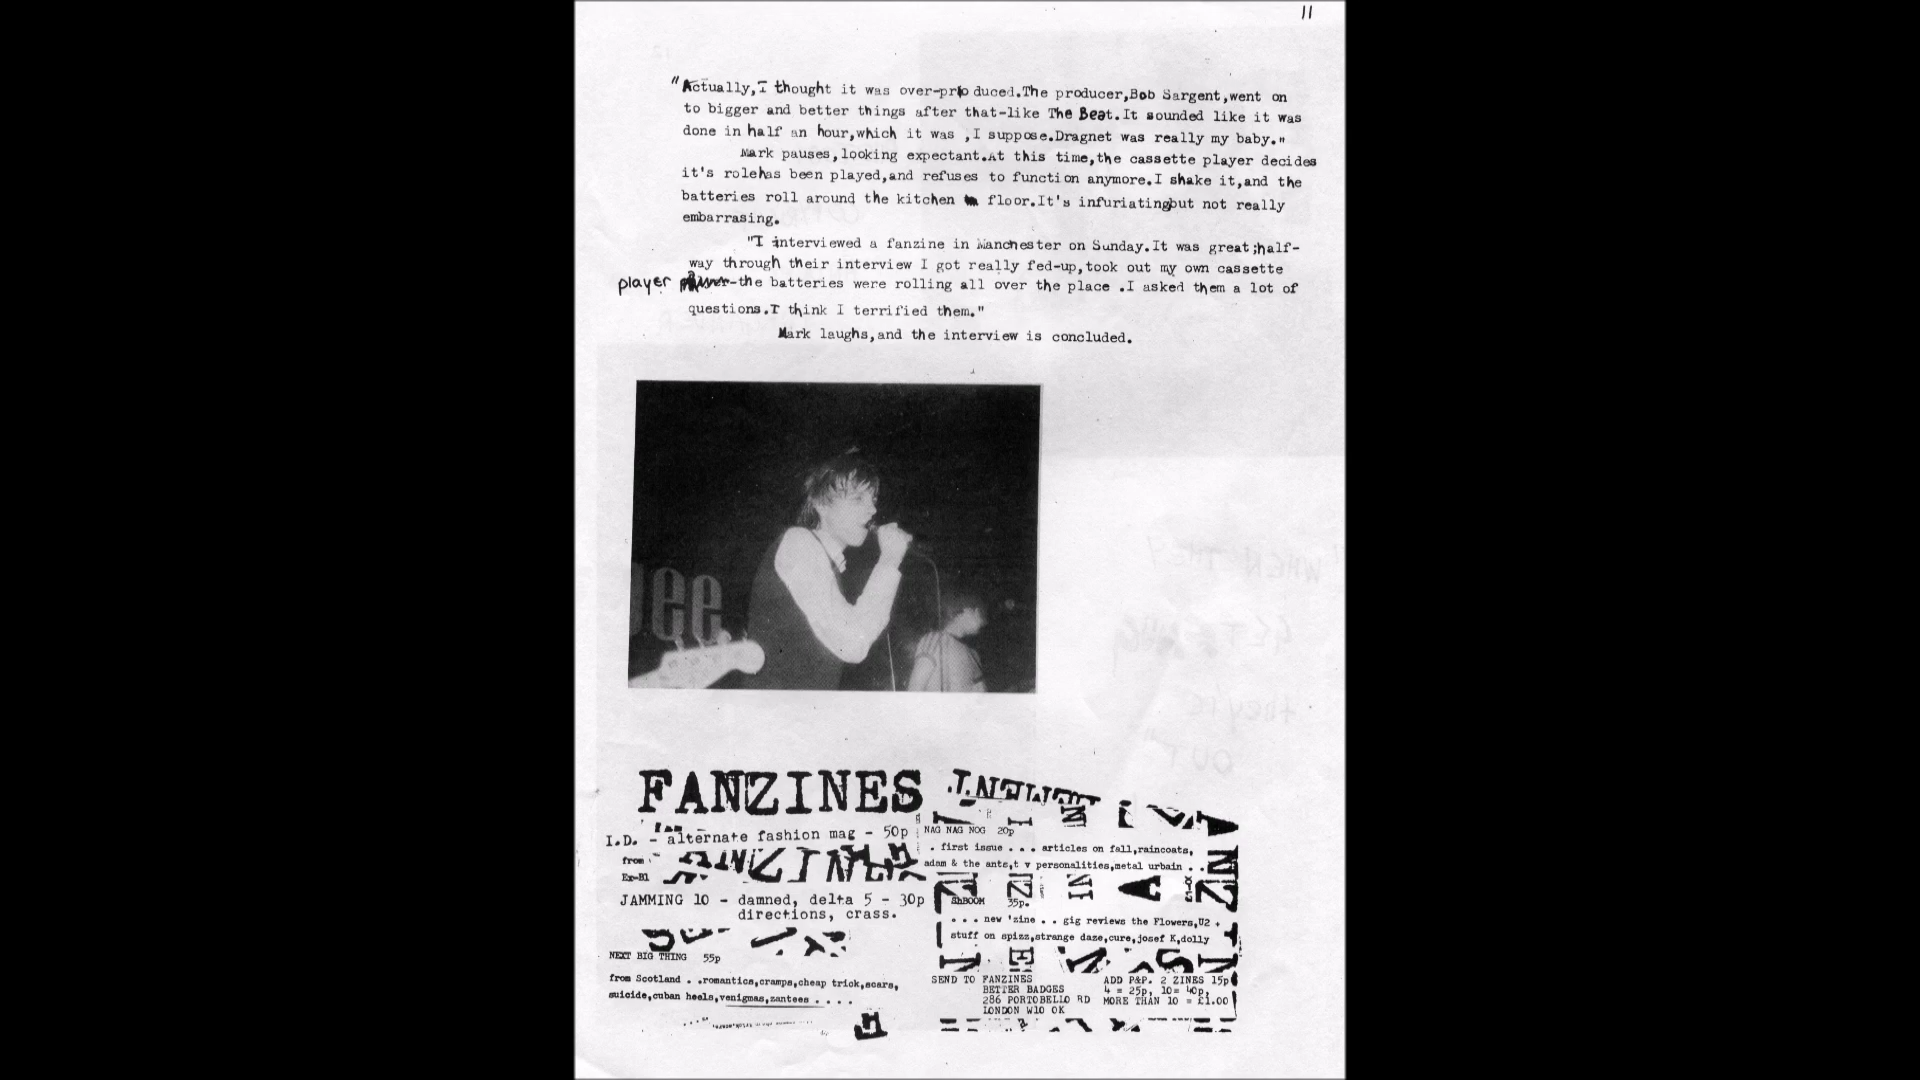 11
"Actually,I thought it was over-pro duced.The producer,Bob Sargent,went on
to bigger and better things after that-like The Beat.It sounded like it was
done in half an hour,which it was ,I suppose.Dragnet was really my baby."
Mark pauses,looking expectant.At this time,the cassette player decides
it's rolehas been played,and refuses to function anymore.I shake it,and the
batteries roll around the kitchen floor.It's infuriatingbut not really
embarrasing.
"I interviewed a fanzine in Manchester on Sunday.It was great;half-
way through their interview I got really fed-up,took out my own cassette
player -the batteries were rolling all over the place .I asked them a lot of
questions.I think I terrified them."
Mark laughs,and the interview is concluded.
ee
FANZINES
I.D. - alternate fashion mag - 50p
from
Ex-B1
JAMMING 10 - damned, delta 5 - 30p
directions, crass.
NEXT BIG THING 55p
from Scotland . .romantics,cramps,cheap trick,scars,
suicide,cuban heels,venigmas,zantees . . . .
NAG NAG NOG 20p
. first issue . . . articles on fall,raincoats,
adam & the ants,t v personalities,metal urbain . .
ShBOOM 35p.
. . . new 'zine . . gig reviews the Flowers,U2 +
stuff on spizz,strange daze,cure,josef K,dolly
SEND TO FANZINES
BETTER BADGES
286 PORTOBELLO RD
LONDON W10 OK
ADD P&P. 2 ZINES 15p
4 = 25p, 10= 40p,
MORE THAN 10 = £1.00